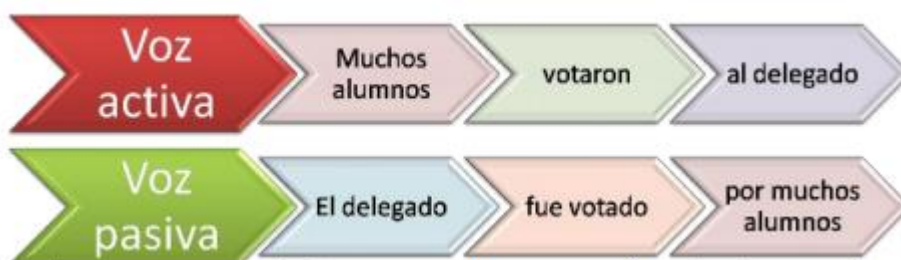 Voz
activa
Muchos
alumnos
votaron
al delegado
Voz
pasiva
El delegado
fue votado
por muchos
alumnos